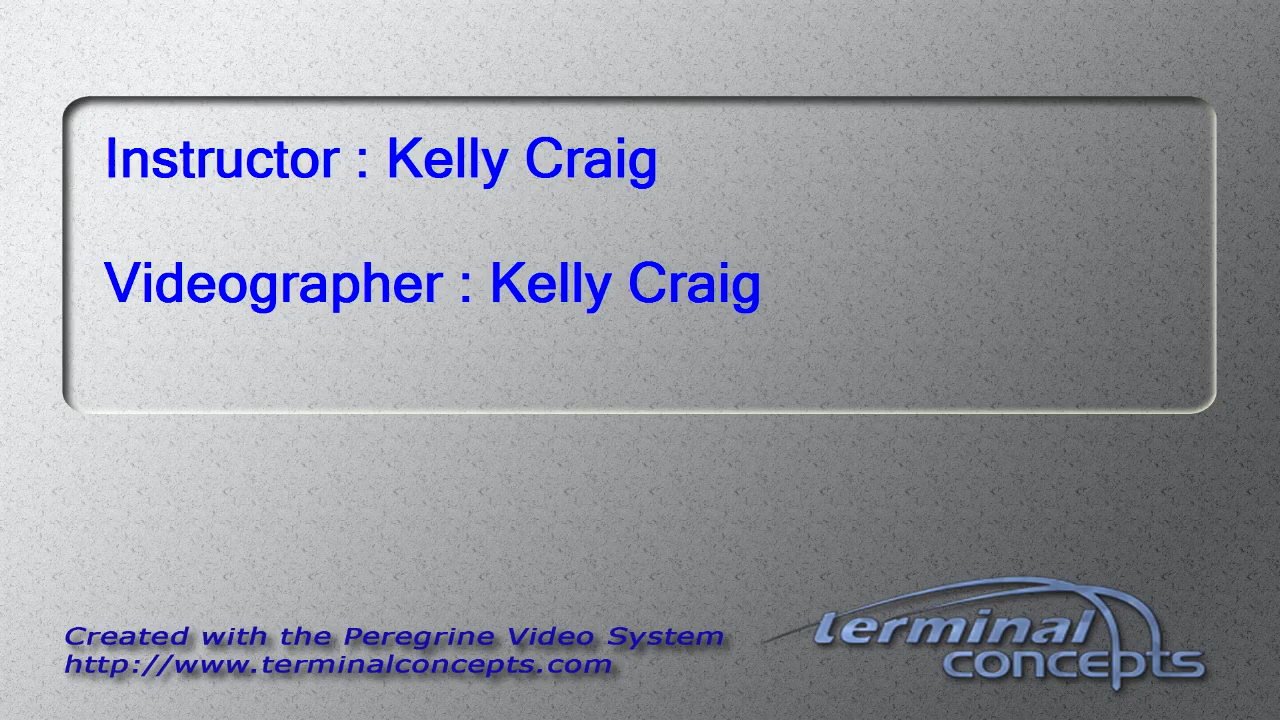 Instructor : Kelly Craig
Videographer : Kelly Craig
Created with the Peregrine Video System
http://www.terminalconcepts.com
terminal
concepts